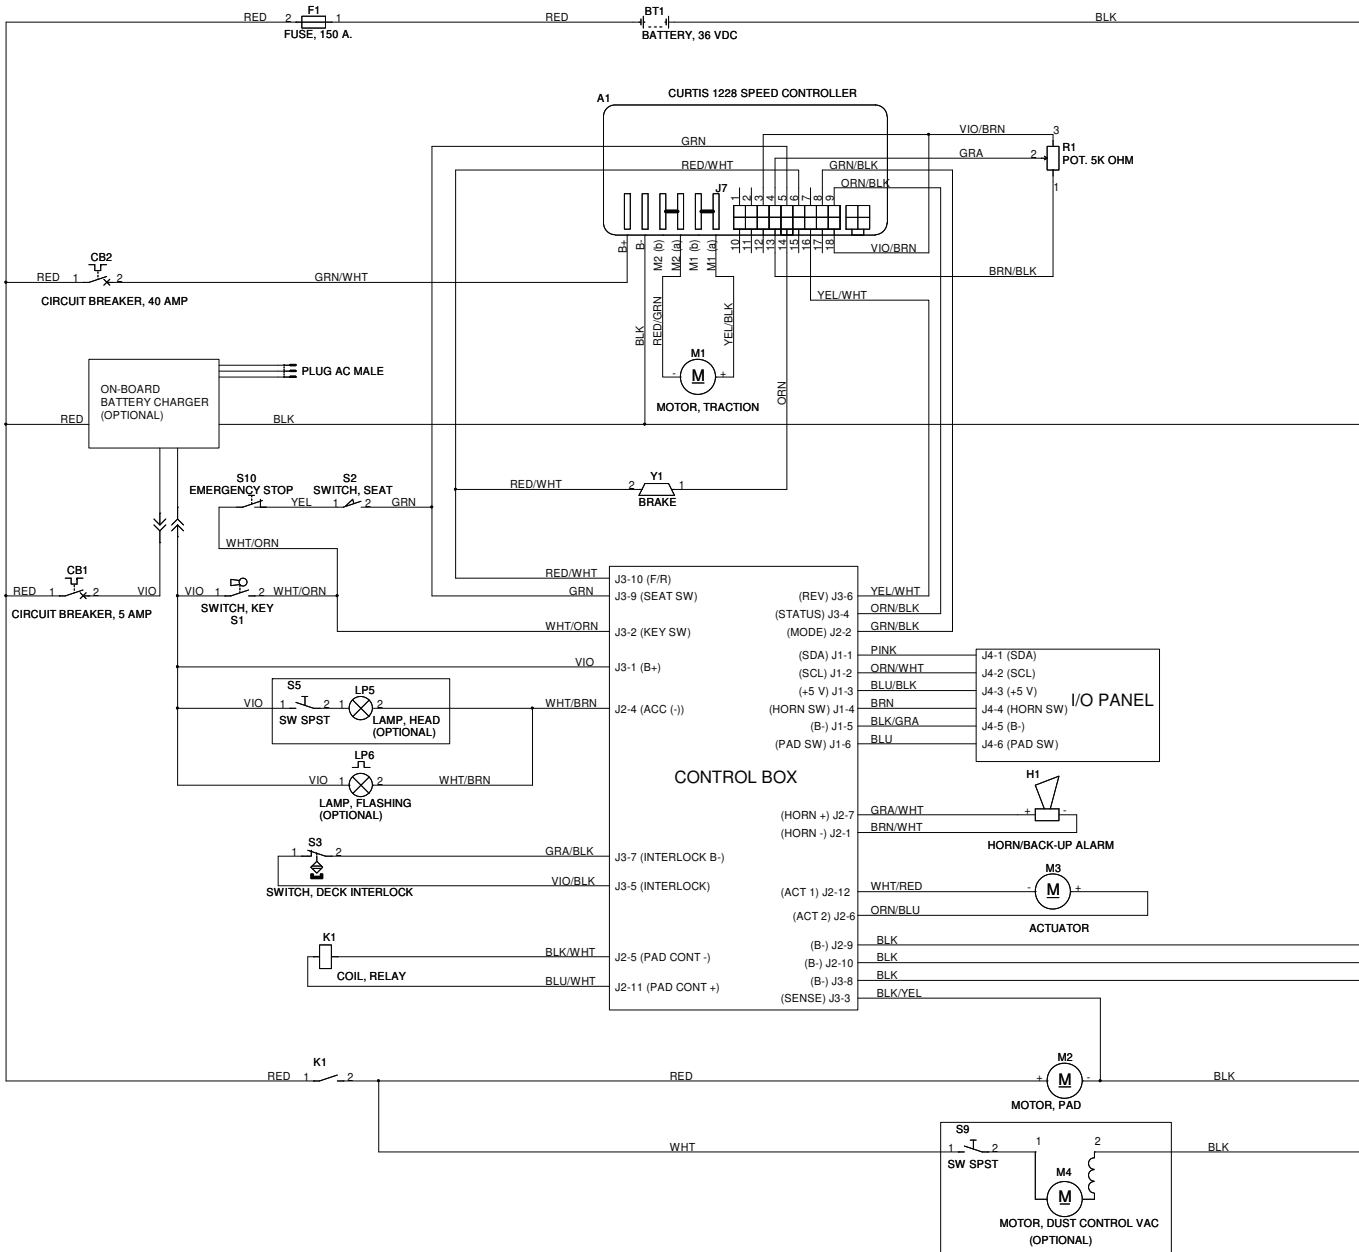 RED 2 F1 1 RED BT1 BLK
FUSE, 150 A. BATTERY, 36 VDC
A1 CURTIS 1228 SPEED CONTROLLER
GRN VIO/BRN 3
RED/WHT GRN/BLK GRA 2 R1
POT. 5K OHM
ORN/BLK 1
J7
1 2 3 4 5 6 7 8 9
10 11 12 13 14 15 16 17 18
B+ B- M2 (b) M2 (a) M1 (b) M1 (a)
VIO/BRN
BRN/BLK
CB2
RED 1 2 GRN/WHT
CIRCUIT BREAKER, 40 AMP
YEL/WHT
BLK RED/GRN YEL/BLK
M1
- M +
MOTOR, TRACTION
ORN
PLUG AC MALE
ON-BOARD
BATTERY CHARGER
(OPTIONAL)
RED BLK
S10 S2
EMERGENCY STOP SWITCH, SEAT
YEL 1 2 GRN
WHT/ORN
Y1
RED/WHT 2 1
BRAKE
CB1
RED 1 2 VIO
CIRCUIT BREAKER, 5 AMP
VIO 1 2 WHT/ORN
SWITCH, KEY
S1
RED/WHT J3-10 (F/R)
GRN J3-9 (SEAT SW)
WHT/ORN J3-2 (KEY SW)
VIO J3-1 (B+)
S5 LP5
VIO 1 2 1 2 WHT/BRN J2-4 (ACC (-))
SW SPST LAMP, HEAD
(OPTIONAL)
LP6
VIO 1 2 WHT/BRN
LAMP, FLASHING
(OPTIONAL)
S3
1 2 GRA/BLK J3-7 (INTERLOCK B-)
VIO/BLK J3-5 (INTERLOCK)
SWITCH, DECK INTERLOCK
K1
BLK/WHT J2-5 (PAD CONT -)
COIL, RELAY
BLU/WHT J2-11 (PAD CONT +)
CONTROL BOX
(REV) J3-6 YEL/WHT
(STATUS) J3-4 ORN/BLK
(MODE) J2-2 GRN/BLK
(SDA) J1-1 PINK J4-1 (SDA)
(SCL) J1-2 ORN/WHT J4-2 (SCL)
(+5 V) J1-3 BLU/BLK J4-3 (+5 V)
(HORN SW) J1-4 BRN J4-4 (HORN SW)
(B-) J1-5 BLK/GRA J4-5 (B-)
(PAD SW) J1-6 BLU J4-6 (PAD SW)
I/O PANEL
H1
(HORN +) J2-7 GRA/WHT + -
(HORN -) J2-1 BRN/WHT
HORN/BACK-UP ALARM
M3
(ACT 1) J2-12 WHT/RED - M +
(ACT 2) J2-6 ORN/BLU
ACTUATOR
(B-) J2-9 BLK
(B-) J2-10 BLK
(B-) J3-8 BLK
(SENSE) J3-3 BLK/YEL
K1 M2
RED 1 2 RED + M - BLK
MOTOR, PAD
S9
WHT 1 2 1 2 BLK
SW SPST
M4
M
MOTOR, DUST CONTROL VAC
(OPTIONAL)